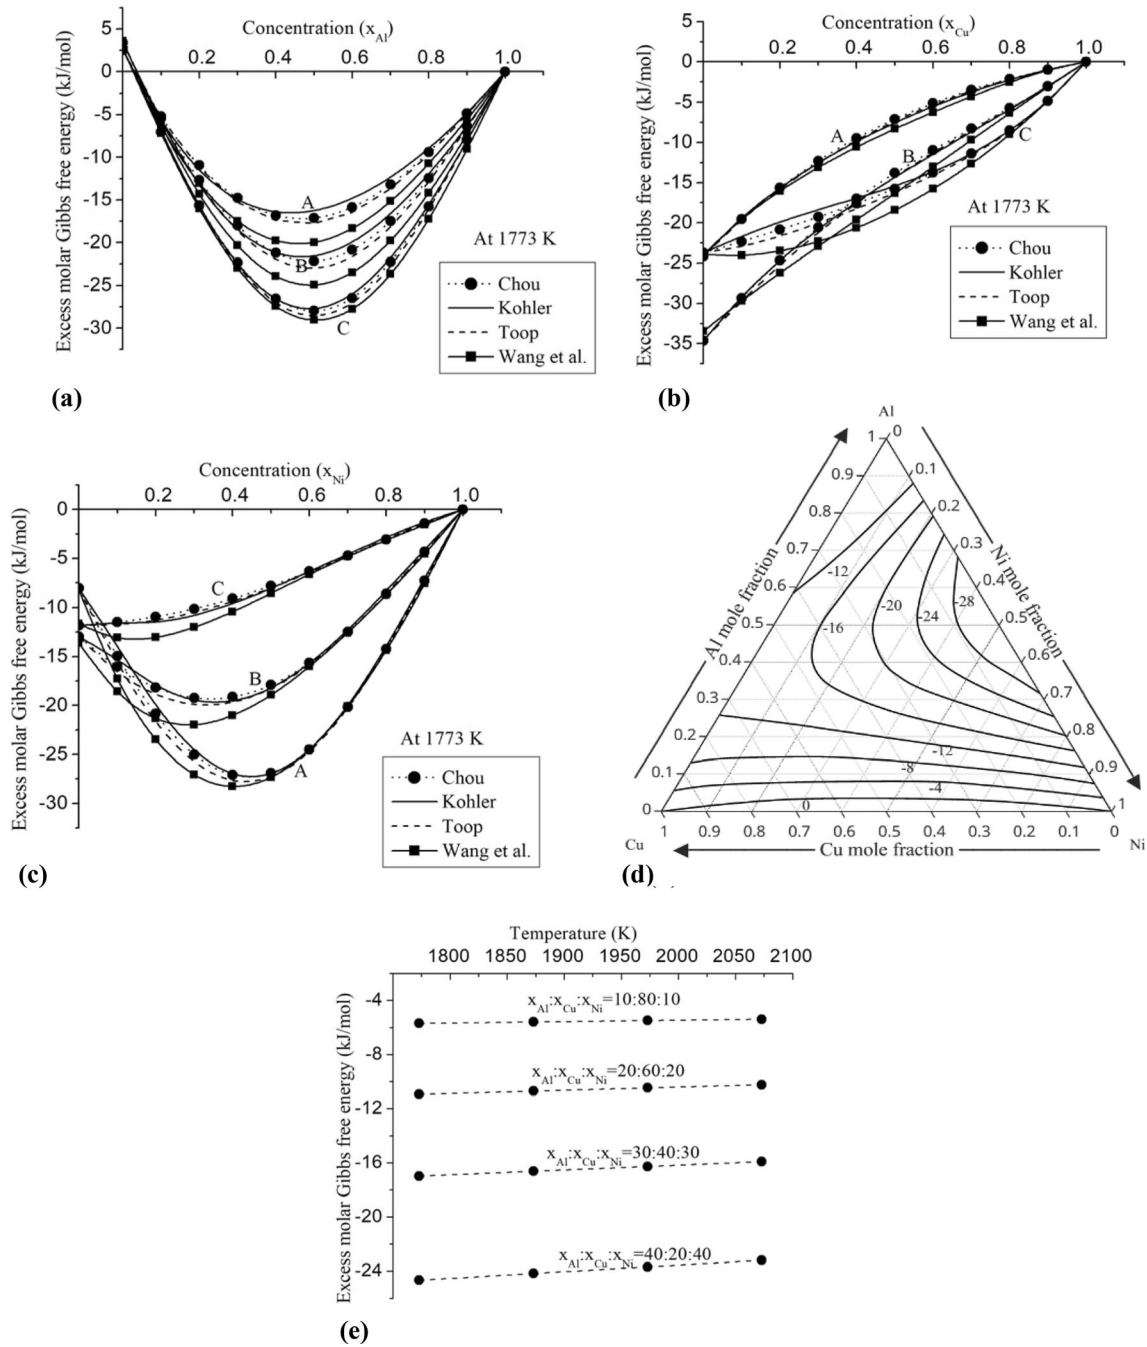 Concentration (x_Al)
0.2 0.4 0.6 0.8 1.0
Excess molar Gibbs free energy (kJ/mol)
5
0
-5
-10
-15
-20
-25
-30
A
B
C
At 1773 K
Chou
Kohler
Toop
Wang et al.
(a)
Concentration (x_Cu)
0.2 0.4 0.6 0.8 1.0
Excess molar Gibbs free energy (kJ/mol)
5
0
-5
-10
-15
-20
-25
-30
-35
A
B
C
At 1773 K
Chou
Kohler
Toop
Wang et al.
(b)
Concentration (x_Ni)
0.2 0.4 0.6 0.8 1.0
Excess molar Gibbs free energy (kJ/mol)
0
-5
-10
-15
-20
-25
-30
C
B
A
At 1773 K
Chou
Kohler
Toop
Wang et al.
(c)
Al
1 0
0.9 0.1
0.8 0.2
0.7 0.3
0.6 0.4
0.5 0.5
0.4 0.6
0.3 0.7
0.2 0.8
0.1 0.9
0 1
Al mole fraction
Ni mole fraction
-12
-16
-20
-24
-28
-12
-8
-4
0
Cu
1 0.9 0.8 0.7 0.6 0.5 0.4 0.3 0.2 0.1 0
Ni
Cu mole fraction
(d)
Temperature (K)
1800 1850 1900 1950 2000 2050 2100
Excess molar Gibbs free energy (kJ/mol)
-4
-8
-12
-16
-20
-24
x_Al:x_Cu:x_Ni=10:80:10
x_Al:x_Cu:x_Ni=20:60:20
x_Al:x_Cu:x_Ni=30:40:30
x_Al:x_Cu:x_Ni=40:20:40
(e)